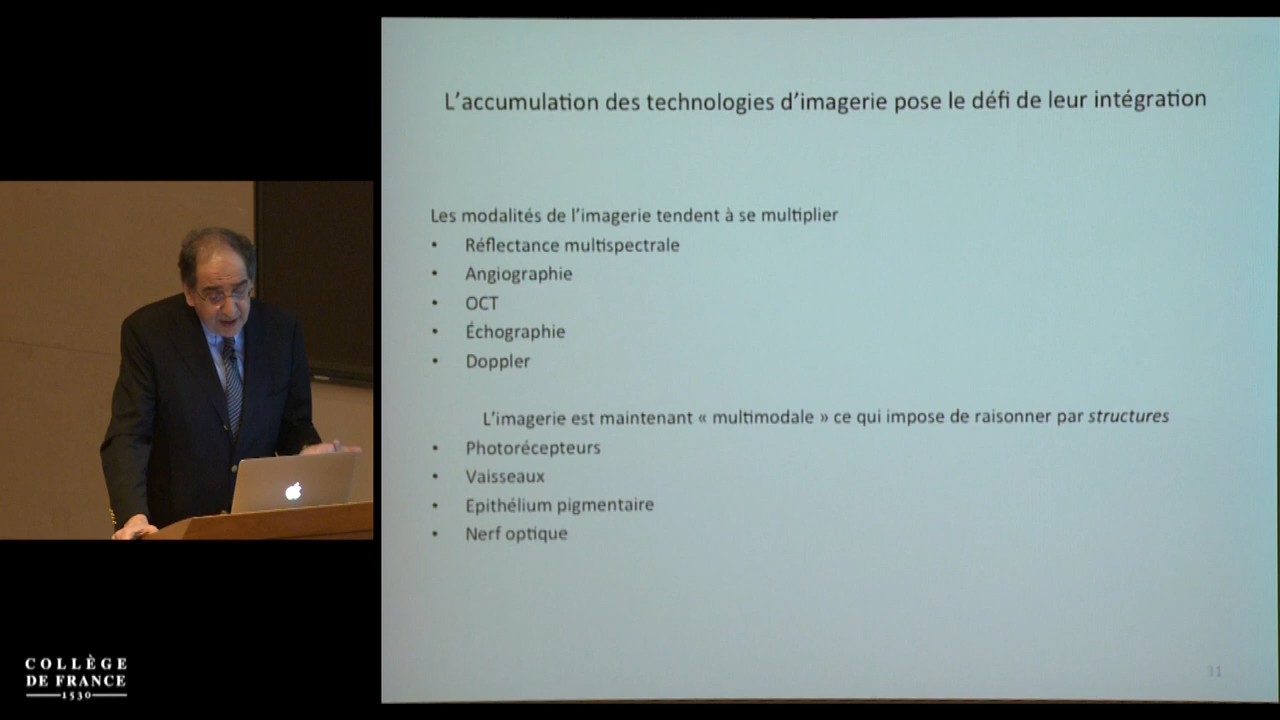 L'accumulation des technologies d'imagerie pose le défi de leur intégration
Les modalités de l'imagerie tendent à se multiplier
• Réflectance multispectrale
• Angiographie
• OCT
• Échographie
• Doppler
L'imagerie est maintenant « multimodale » ce qui impose de raisonner par structures
• Photorécepteurs
• Vaisseaux
• Epithélium pigmentaire
• Nerf optique
31
COLLÈGE
DE FRANCE
1530